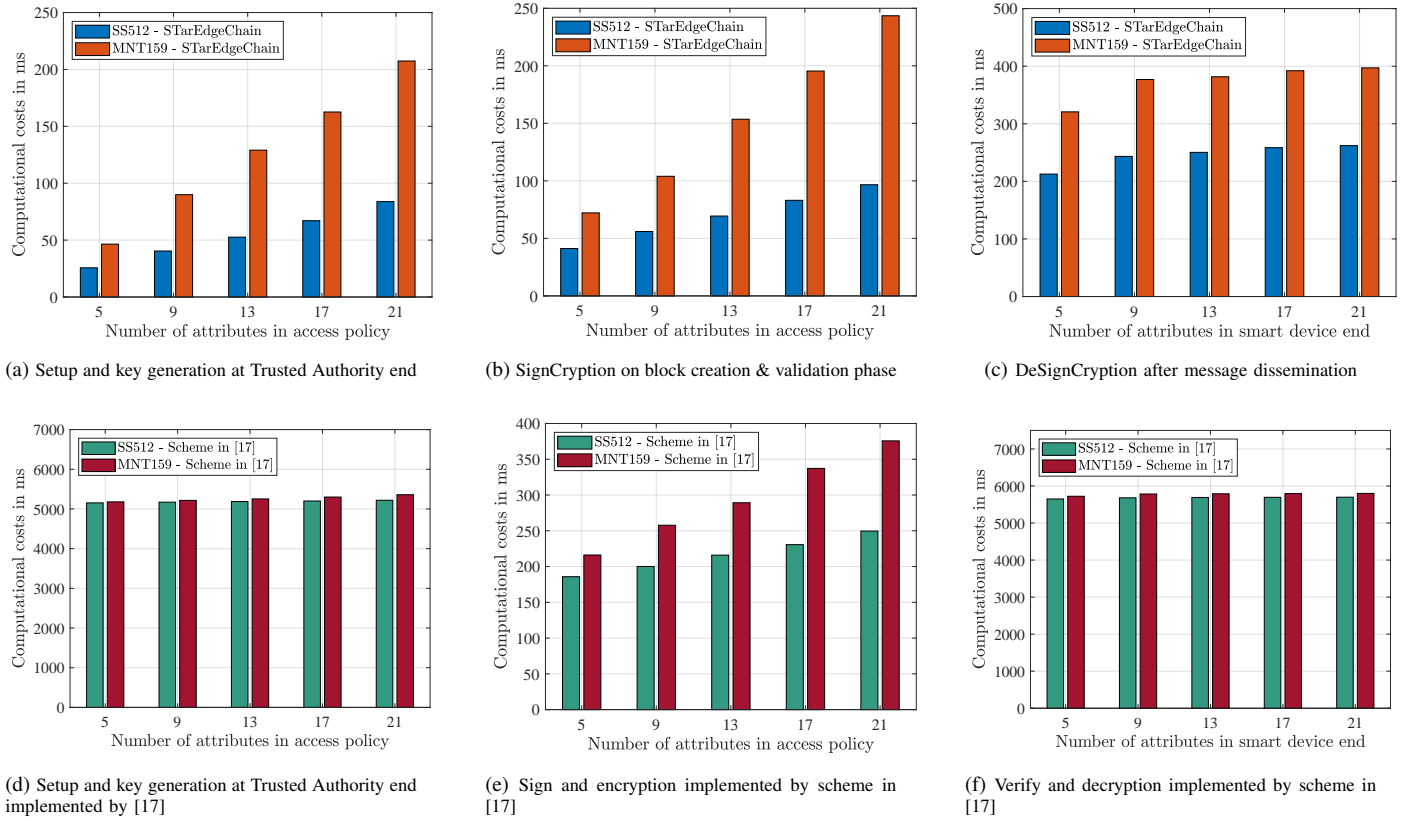 250
200
150
100
50
0
Computational costs in ms
SS512 - STarEdgeChain
MNT159 - STarEdgeChain
5 9 13 17 21
Number of attributes in access policy
(a) Setup and key generation at Trusted Authority end
250
200
150
100
50
0
Computational costs in ms
SS512 - STarEdgeChain
MNT159 - STarEdgeChain
5 9 13 17 21
Number of attributes in access policy
(b) SignCryption on block creation & validation phase
500
400
300
200
100
0
Computational costs in ms
SS512 - STarEdgeChain
MNT159 - STarEdgeChain
5 9 13 17 21
Number of attributes in smart device end
(c) DeSignCryption after message dissemination
7000
6000
5000
4000
3000
2000
1000
0
Computational costs in ms
SS512 - Scheme in [17]
MNT159 - Scheme in [17]
5 9 13 17 21
Number of attributes in access policy
(d) Setup and key generation at Trusted Authority end
implemented by [17]
400
350
300
250
200
150
100
50
0
Computational costs in ms
SS512 - Scheme in [17]
MNT159 - Scheme in [17]
5 9 13 17 21
Number of attributes in access policy
(e) Sign and encryption implemented by scheme in
[17]
7000
6000
5000
4000
3000
2000
1000
0
Computational costs in ms
SS512 - Scheme in [17]
MNT159 - Scheme in [17]
5 9 13 17 21
Number of attributes in smart device end
(f) Verify and decryption implemented by scheme in
[17]